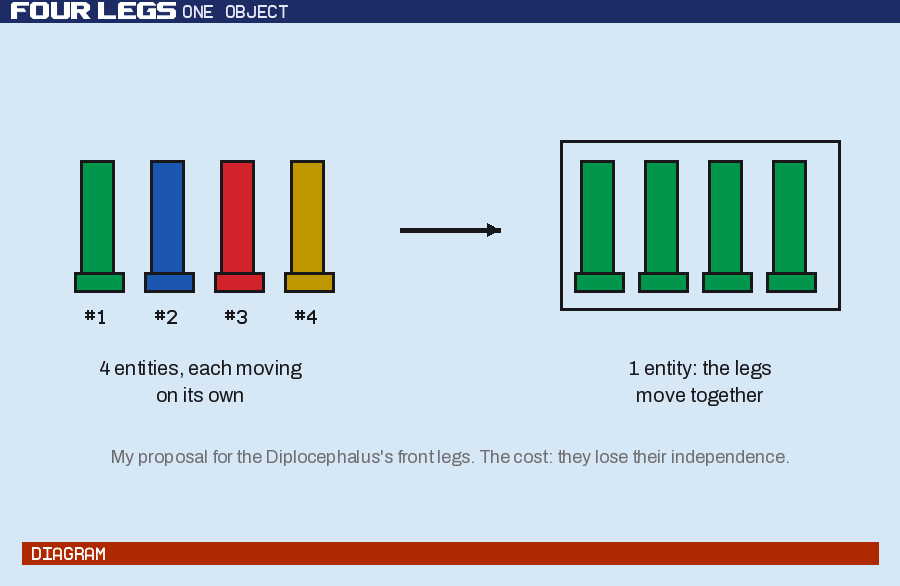 FOUR LEGS ONE OBJECT
#1 #2 #3 #4
4 entities, each moving
on its own
1 entity: the legs
move together
My proposal for the Diplocephalus's front legs. The cost: they lose their independence.
DIAGRAM